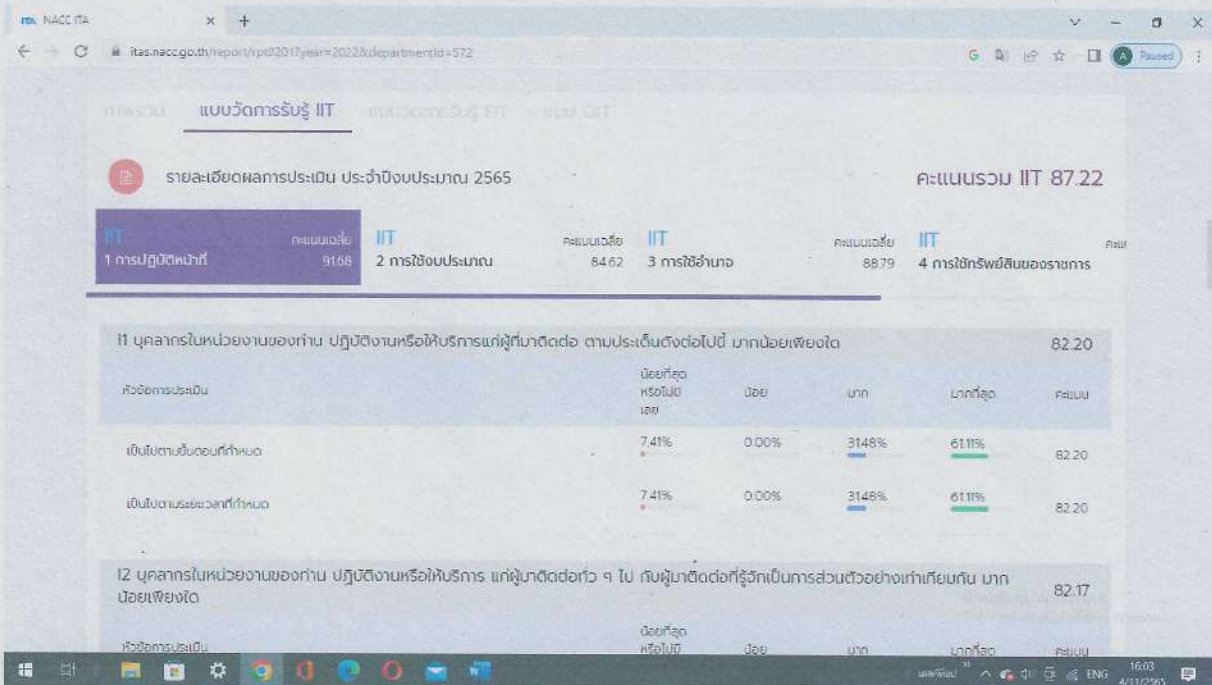 NACC ITA
itas.nacc.go.th/report/rpt0201?year=2022&departmentid=572
Paused
ภาพรวม แบบวัดการรับรู้ IIT แบบวัดการรับรู้ EIT แบบ OIT
รายละเอียดผลการประเมิน ประจำปีงบประมาณ 2565 คะแนนรวม IIT 87.22
IIT คะแนนเฉลี่ย IIT คะแนนเฉลี่ย IIT คะแนนเฉลี่ย IIT
1 การปฏิบัติหน้าที่ 91.68 2 การใช้งบประมาณ 84.62 3 การใช้อำนาจ 88.79 4 การใช้ทรัพย์สินของราชการ
I1 บุคลากรในหน่วยงานของท่าน ปฏิบัติงานหรือให้บริการแก่ผู้ที่มาติดต่อ ตามประเด็นดังต่อไปนี้ มากน้อยเพียงใด 82.20
หัวข้อการประเมิน น้อยที่สุด หรือไม่มี เลย น้อย มาก มากที่สุด คะแนน
เป็นไปตามขั้นตอนที่กำหนด 7.41% 0.00% 31.48% 61.11% 82.20
เป็นไปตามระยะเวลาที่กำหนด 7.41% 0.00% 31.48% 61.11% 82.20
I2 บุคลากรในหน่วยงานของท่าน ปฏิบัติงานหรือให้บริการ แก่ผู้มาติดต่อทั่ว ๆ ไป กับผู้มาติดต่อที่รู้จักเป็นการส่วนตัวอย่างเท่าเทียมกัน มาก
น้อยเพียงใด 82.17
หัวข้อการประเมิน น้อยที่สุด หรือไม่มี น้อย มาก มากที่สุด คะแนน
ENG 16:03
4/11/2565